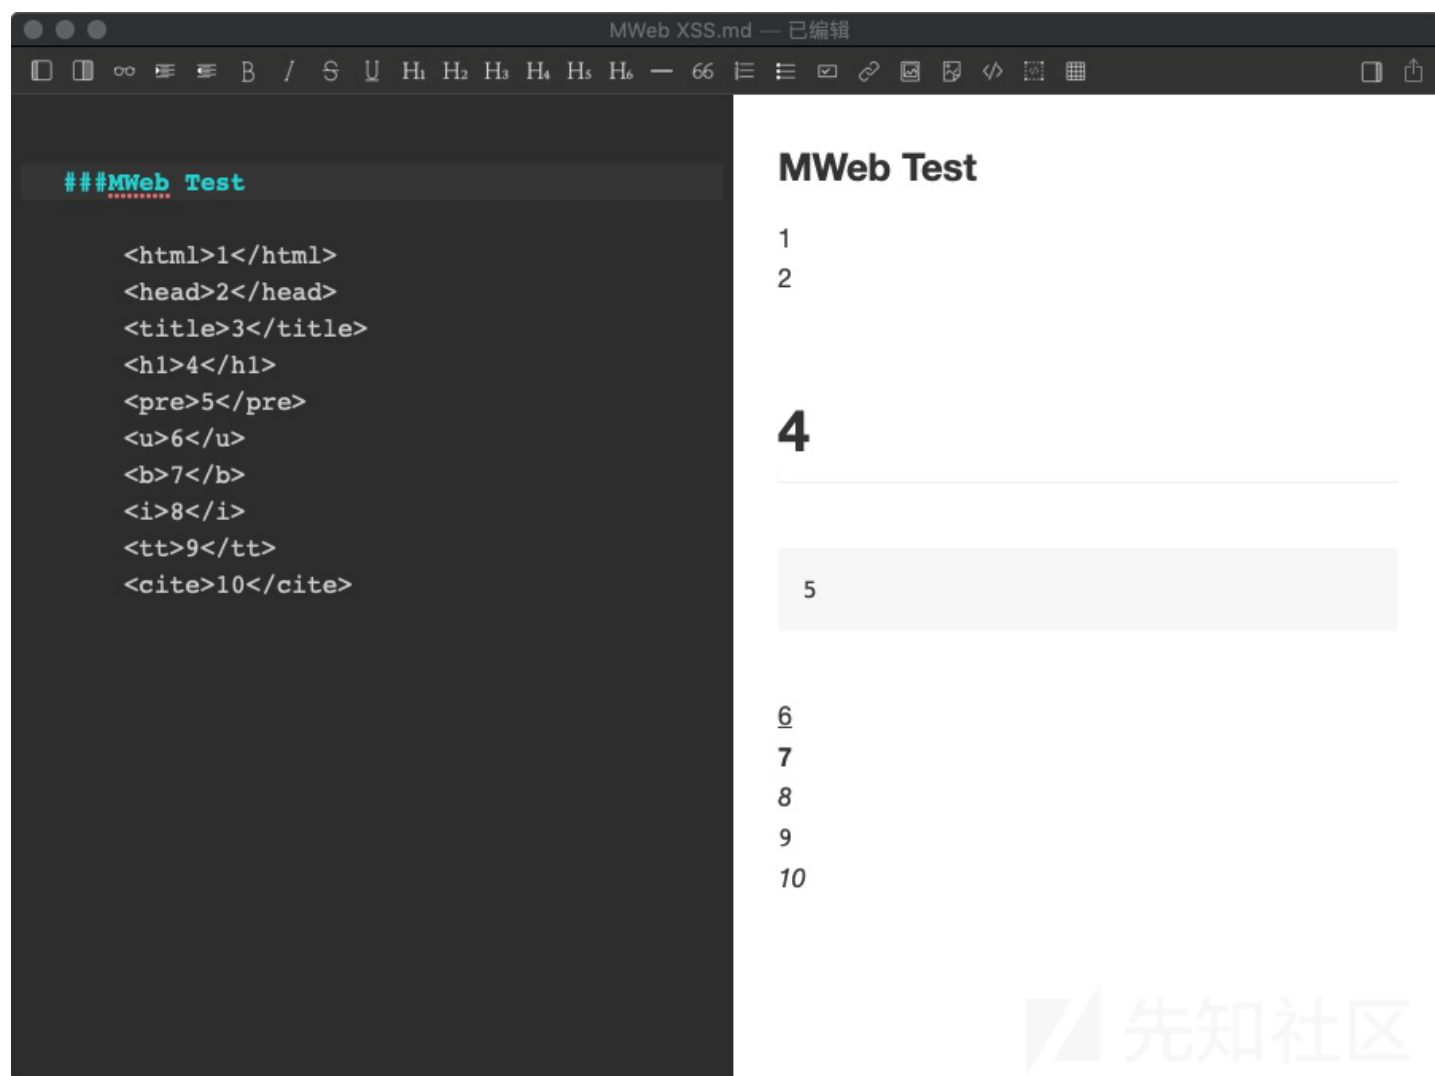 MWeb XSS.md — 已编辑
B I S U H1 H2 H3 H4 H5 H6 — 66
###MWeb Test
<html>1</html>
<head>2</head>
<title>3</title>
<h1>4</h1>
<pre>5</pre>
<u>6</u>
<b>7</b>
<i>8</i>
<tt>9</tt>
<cite>10</cite>
MWeb Test
1
2
4
5
6
7
8
9
10
先知社区